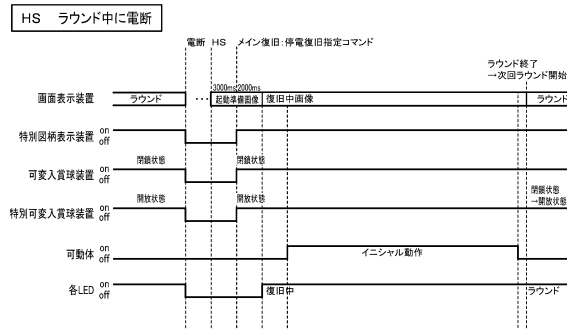 HS ラウンド中に電断
電断 HS メイン復旧:停電復旧指定コマンド
ラウンド終了
→次回ラウンド開始
3000ms 2000ms
画面表示装置 ラウンド … 起動準備画像 復旧中画像 ラウンド
特別図柄表示装置 on
off
閉鎖状態 閉鎖状態
可変入賞球装置 on
off
開放状態 開放状態 閉鎖状態
→開放状態
特別可変入賞球装置 on
off
可動体 on
off
イニシャル動作
各LED on
off
復旧中 ラウンド